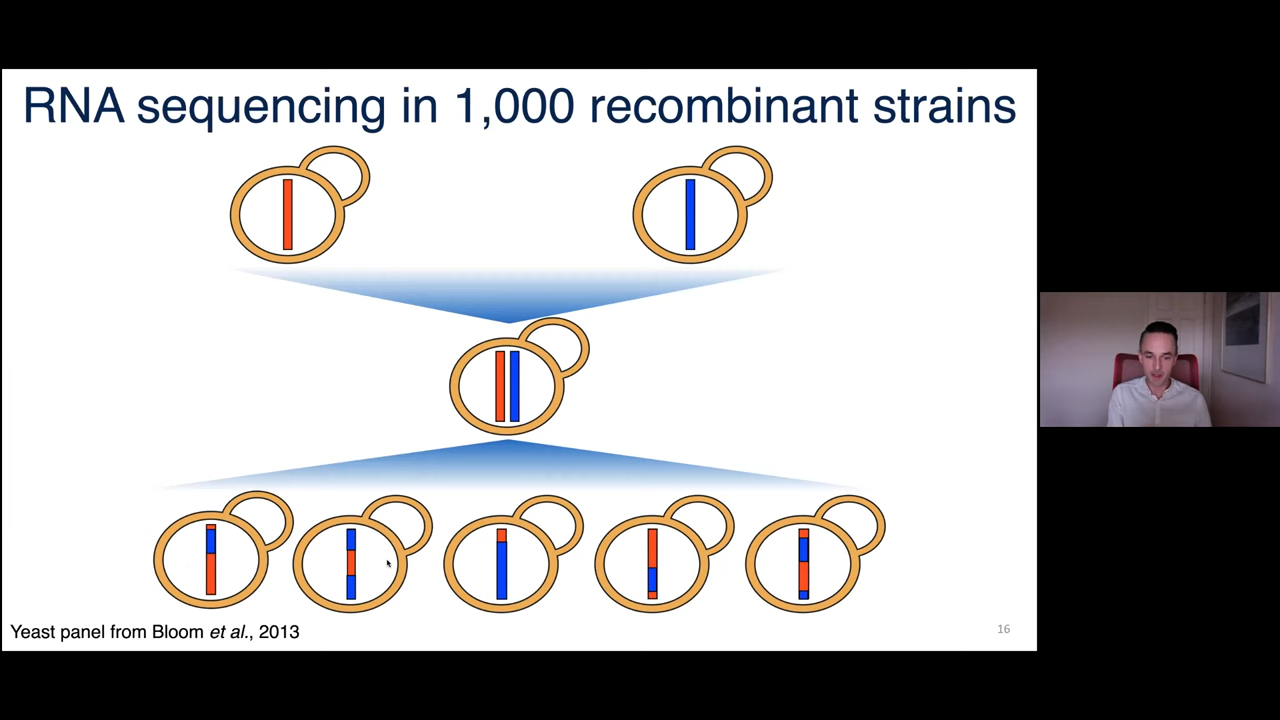 RNA sequencing in 1,000 recombinant strains
Yeast panel from Bloom et al., 2013
16